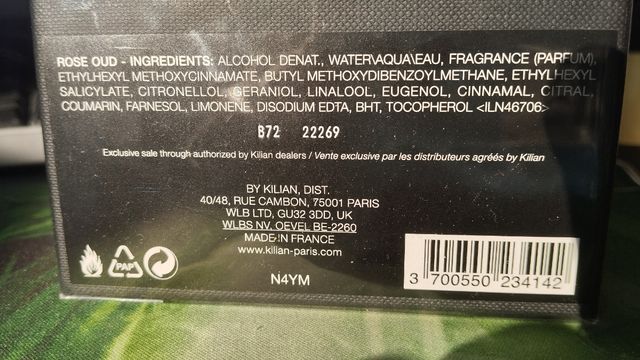 ROSE OUD - INGREDIENTS: ALCOHOL DENAT., WATER\AQUA\EAU, FRAGRANCE (PARFUM),
ETHYLHEXYL METHOXYCINNAMATE, BUTYL METHOXYDIBENZOYLMETHANE, ETHYLHEXYL
SALICYLATE, CITRONELLOL, GERANIOL, LINALOOL, EUGENOL, CINNAMAL, CITRAL,
COUMARIN, FARNESOL, LIMONENE, DISODIUM EDTA, BHT, TOCOPHEROL <ILN46706>
B72 22269
Exclusive sale through authorized by Kilian dealers / Vente exclusive par les distributeurs agréés by Kilian
BY KILIAN, DIST.
40/48, RUE CAMBON, 75001 PARIS
WLB LTD, GU32 3DD, UK
WLBS NV, OEVEL BE-2260
MADE IN FRANCE
www.kilian-paris.com
PAP
N4YM
3 700550 234142